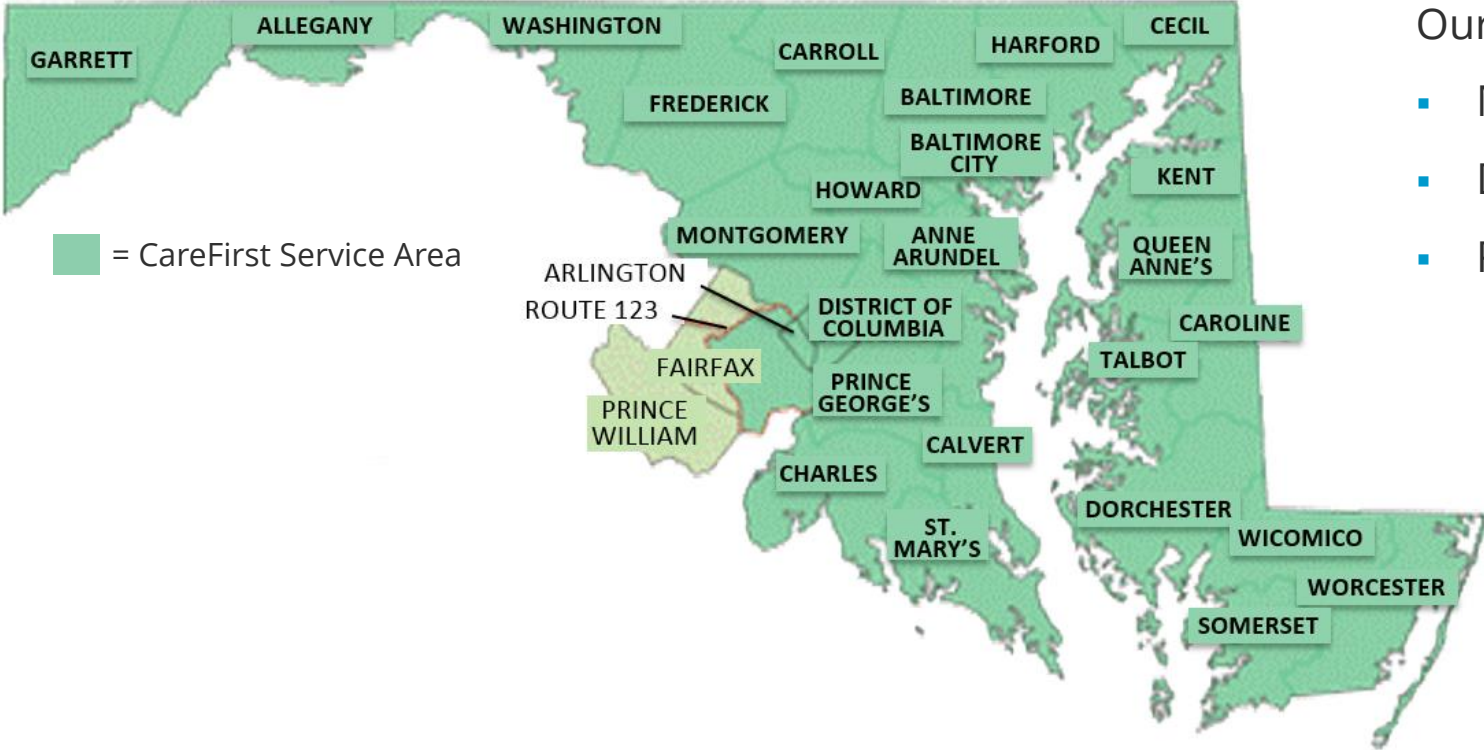 ALLEGANY
WASHINGTON
CECIL
Our
GARRETT
CARROLL
HARFORD
FREDERICK
BALTIMORE
BALTIMORE
CITY
KENT
HOWARD
MONTGOMERY
ANNE
ARUNDEL
QUEEN
ANNE'S
= CareFirst Service Area
ARLINGTON
ROUTE 123
DISTRICT OF
COLUMBIA
CAROLINE
TALBOT
FAIRFAX
PRINCE
GEORGE'S
PRINCE
WILLIAM
CALVERT
CHARLES
DORCHESTER
ST.
MARY'S
WICOMICO
WORCESTER
SOMERSET